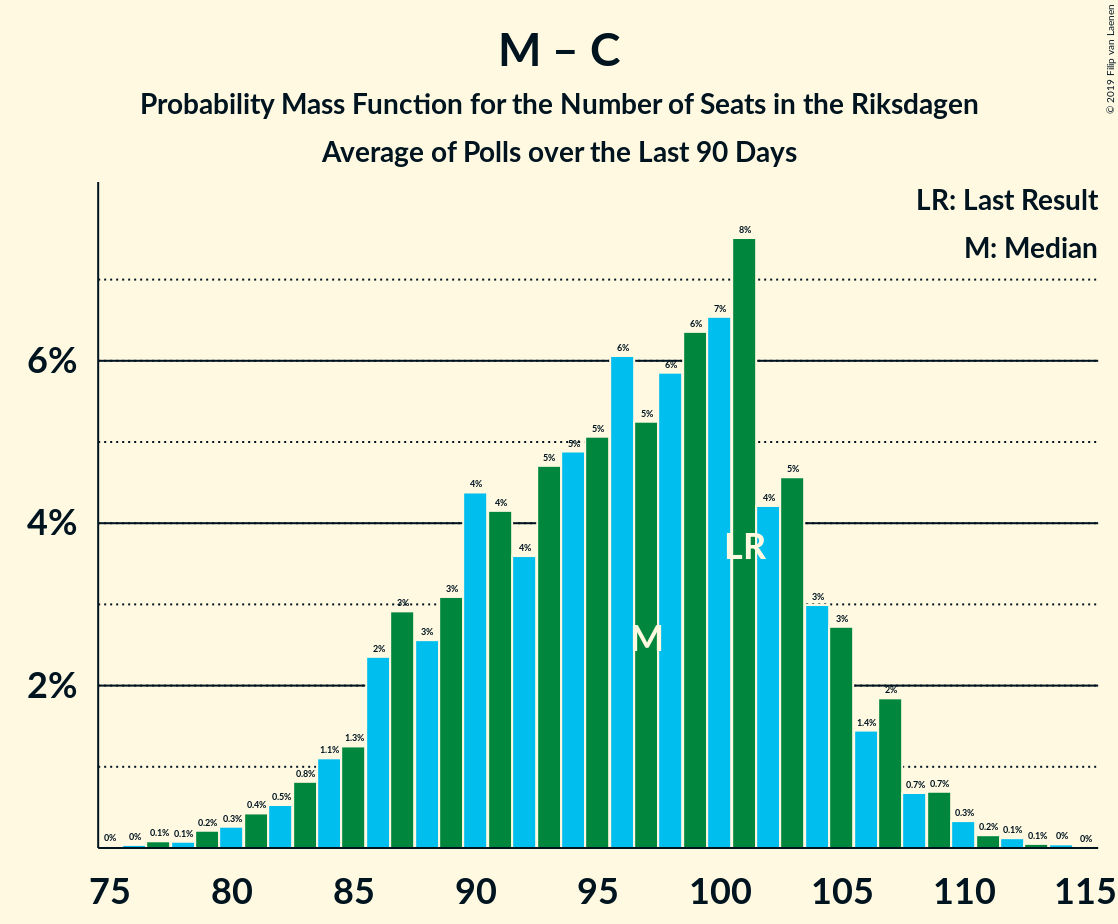 © 2019 Filip van Laenen
M – C
Probability Mass Function for the Number of Seats in the Riksdagen
Average of Polls over the Last 90 Days
LR: Last Result
M: Median
6%
4%
2%
0% 0% 0.1% 0.1% 0.2% 0.3% 0.4% 0.5% 0.8% 1.1% 1.3% 2% 3% 3% 3% 4% 4% 4% 5% 5% 5% 6% 5% 6% 6% 7% 8% 4% 5% 3% 3% 1.4% 2% 0.7% 0.7% 0.3% 0.2% 0.1% 0.1% 0% 0%
LR
M
75 80 85 90 95 100 105 110 115